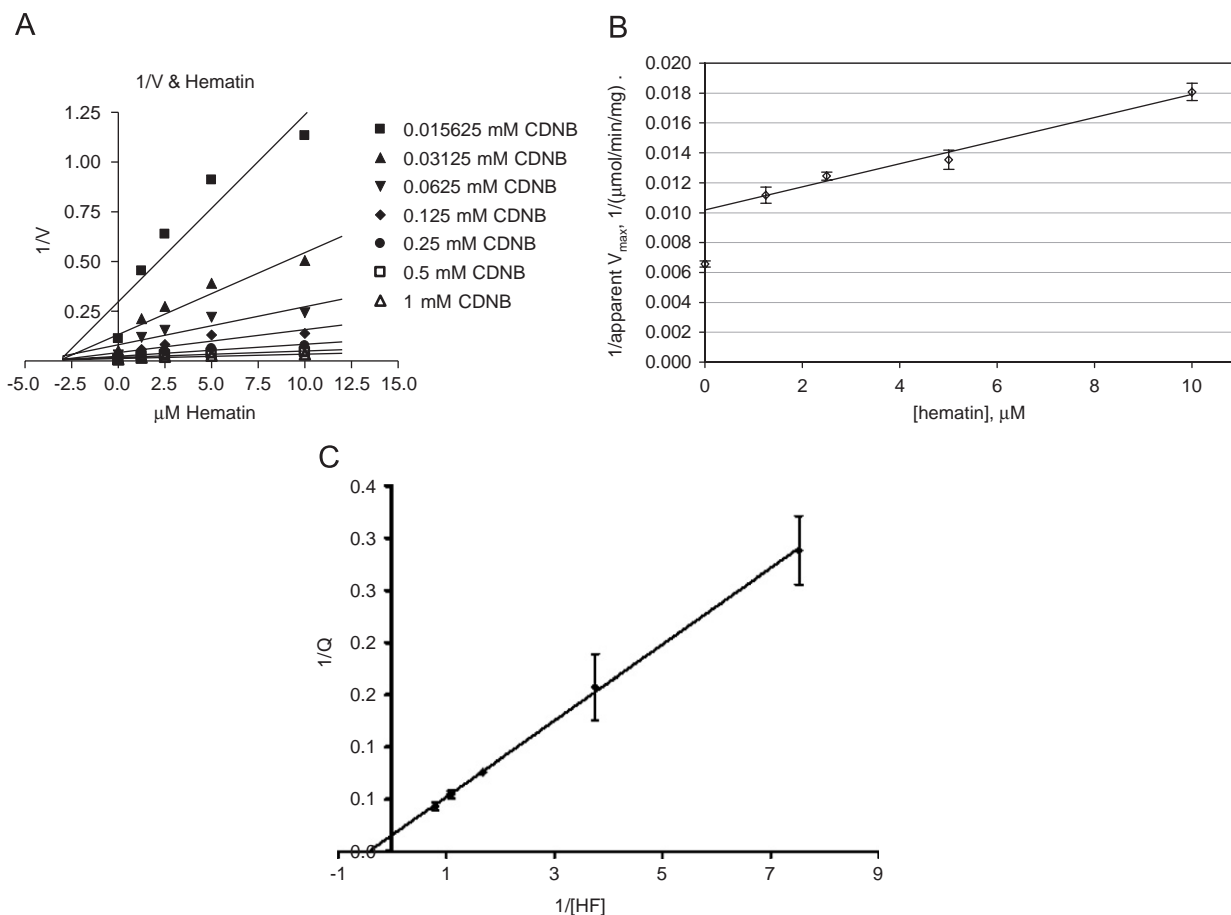 A
1/V & Hematin
1.25
1.00
0.75
0.50
0.25
1/V
-5.0 -2.5 0.0 2.5 5.0 7.5 10.0 12.5 15.0
μM Hematin
0.015625 mM CDNB
0.03125 mM CDNB
0.0625 mM CDNB
0.125 mM CDNB
0.25 mM CDNB
0.5 mM CDNB
1 mM CDNB
B
1/apparent Vmax, 1/(μmol/min/mg) .
0.020
0.018
0.016
0.014
0.012
0.010
0.008
0.006
0.004
0.002
0.000
0 2 4 6 8 10
[hematin], μM
C
0.4
0.3
0.3
0.2
0.2
0.1
0.1
0.0
1/Q
-1 1 3 5 7 9
1/[HF]